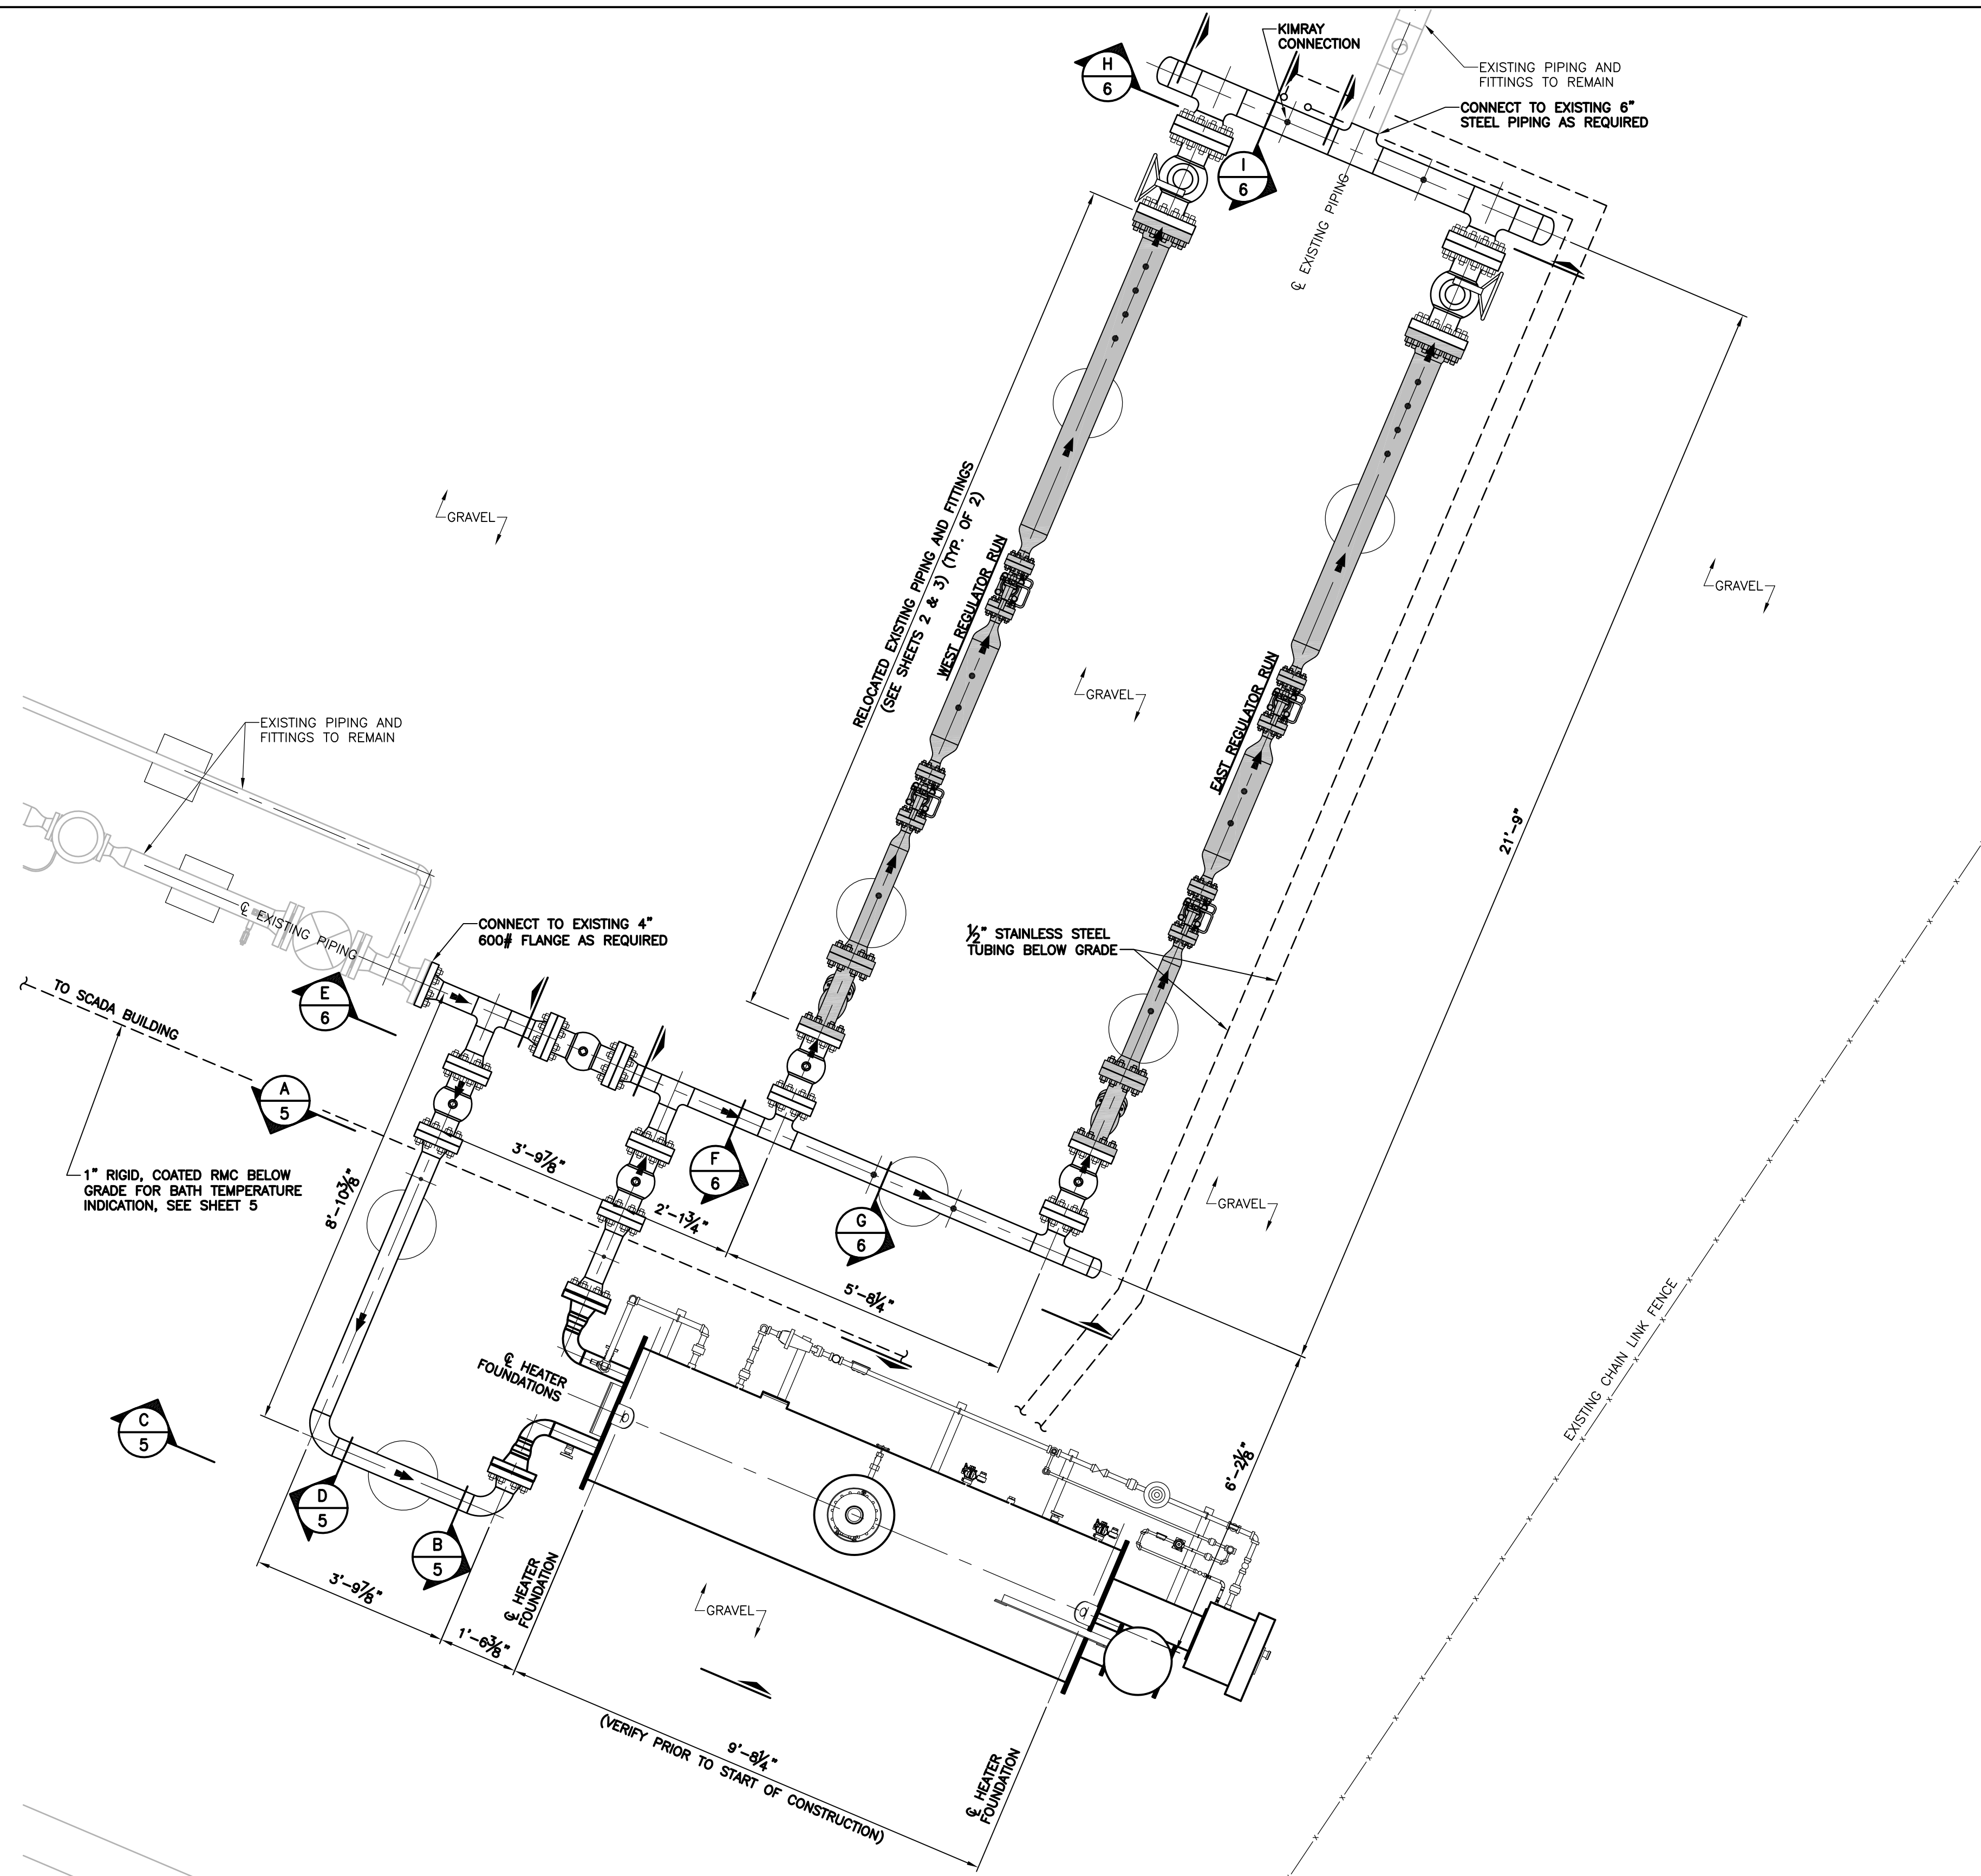 KIMRAY
CONNECTION
H
6
EXISTING PIPING AND
FITTINGS TO REMAIN
CONNECT TO EXISTING 6"
STEEL PIPING AS REQUIRED
I
6
℄ EXISTING PIPING
GRAVEL
RELOCATED EXISTING PIPING AND FITTINGS
(SEE SHEETS 2 & 3) (TYP. OF 2)
WEST REGULATOR RUN
GRAVEL
GRAVEL
EAST REGULATOR RUN
EXISTING PIPING AND
FITTINGS TO REMAIN
21'-9"
℄ EXISTING PIPING
CONNECT TO EXISTING 4"
600# FLANGE AS REQUIRED
½" STAINLESS STEEL
TUBING BELOW GRADE
E
6
TO SCADA BUILDING
A
5
1" RIGID, COATED RMC BELOW
GRADE FOR BATH TEMPERATURE
INDICATION, SEE SHEET 5
8'-10⅜"
3'-9⅞"
F
6
2'-1¾"
G
6
GRAVEL
5'-8¼"
℄ HEATER
FOUNDATIONS
EXISTING CHAIN LINK FENCE
C
5
6'-2⅛"
D
5
B
5
3'-9⅞"
1'-6⅜"
℄ HEATER
FOUNDATION
GRAVEL
9'-8¼"
(VERIFY PRIOR TO START OF CONSTRUCTION)
℄ HEATER
FOUNDATION